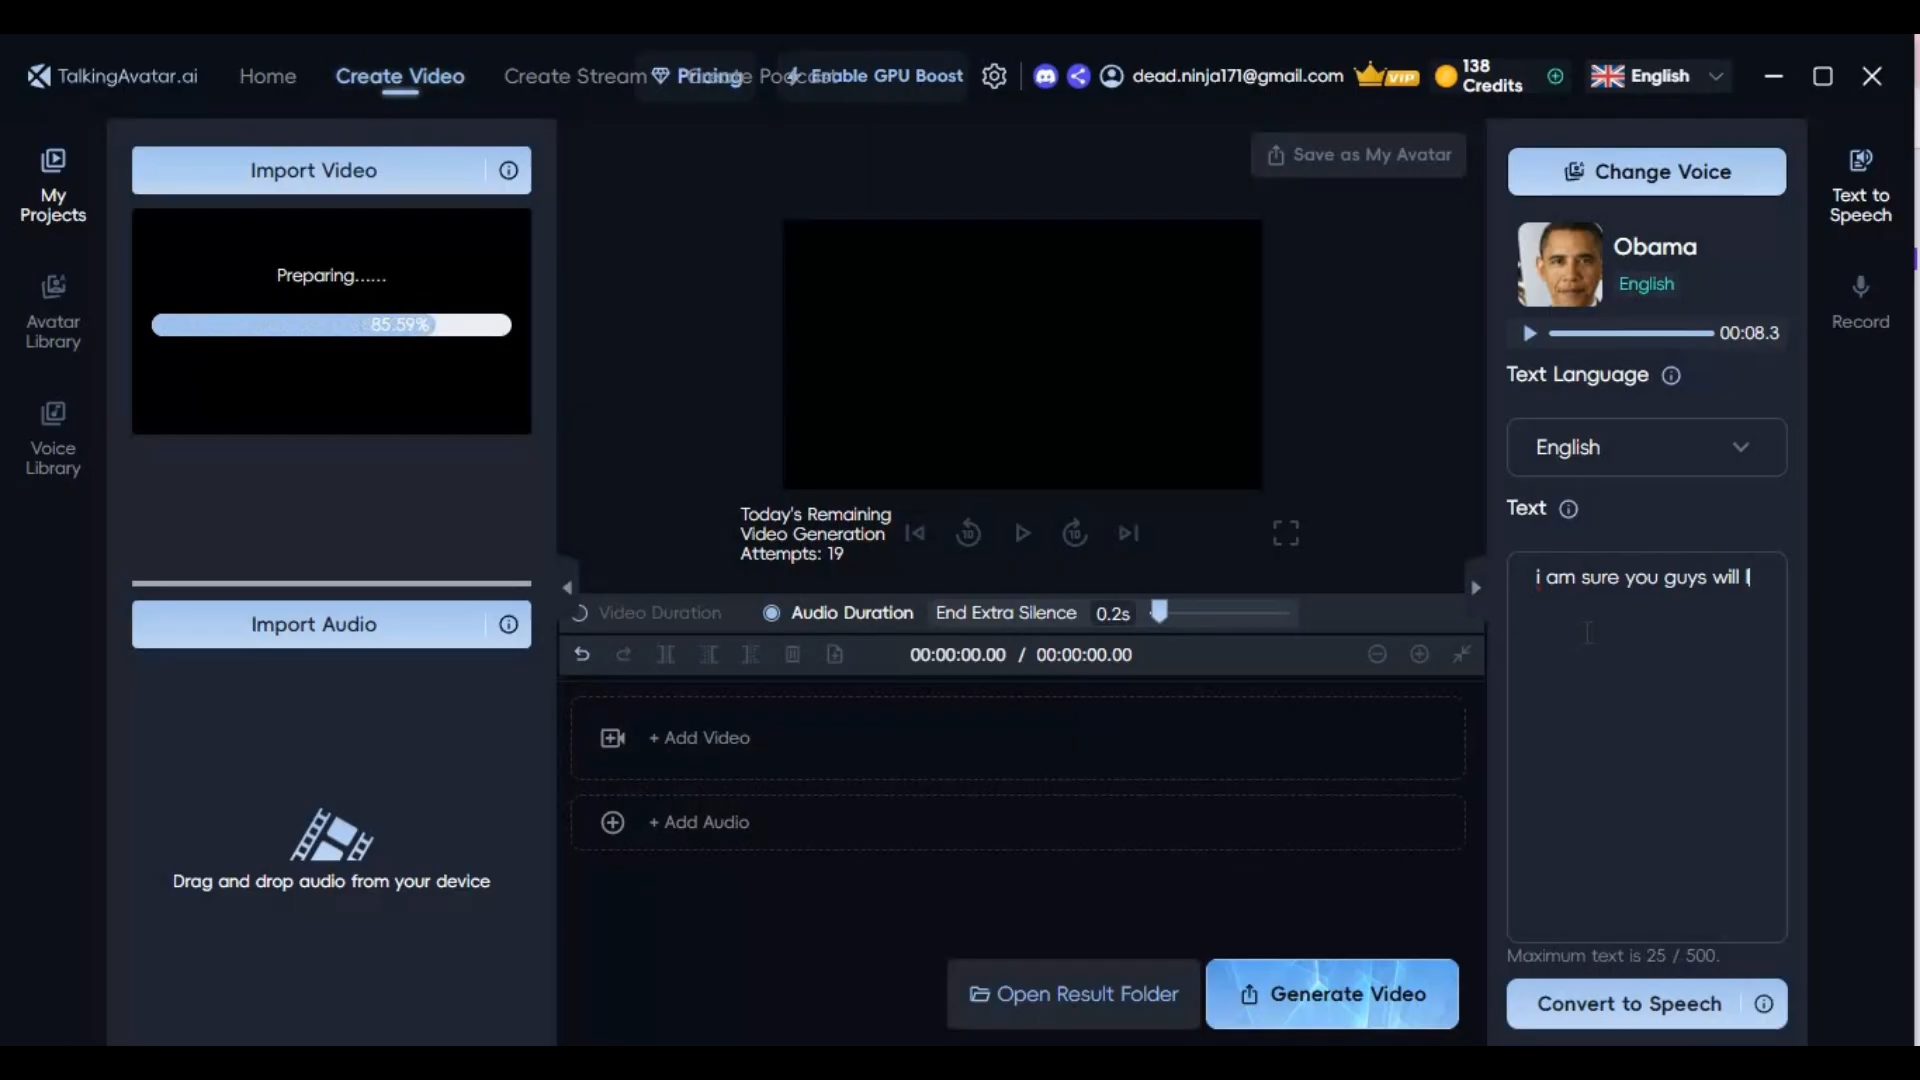 TalkingAvatar.ai Home Create Video Create Stream Pricing Create Podcast Enable GPU Boost dead.ninja171@gmail.com VIP 138 Credits English
My Projects
Avatar Library
Voice Library
Import Video
Preparing......
85.59%
Import Audio
Drag and drop audio from your device
Save as My Avatar
Today's Remaining
Video Generation
Attempts: 19
10
10
Video Duration Audio Duration End Extra Silence 0.2s
00:00:00.00 / 00:00:00.00
+ Add Video
+ Add Audio
Open Result Folder Generate Video
Change Voice
Obama
English
00:08.3
Text Language
English
Text
i am sure you guys will l
Maximum text is 25 / 500.
Convert to Speech
Text to
Speech
Record